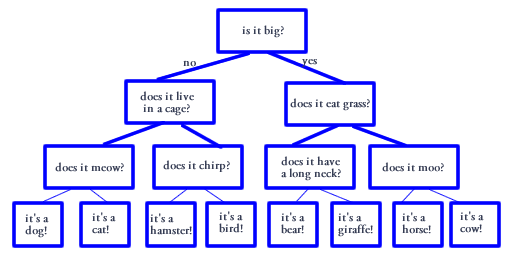 is it big?
no
yes
does it live
in a cage?
does it eat grass?
does it meow?
does it chirp?
does it have
a long neck?
does it moo?
it's a
dog!
it's a
cat!
it's a
hamster!
it's a
bird!
it's a
bear!
it's a
giraffe!
it's a
horse!
it's a
cow!